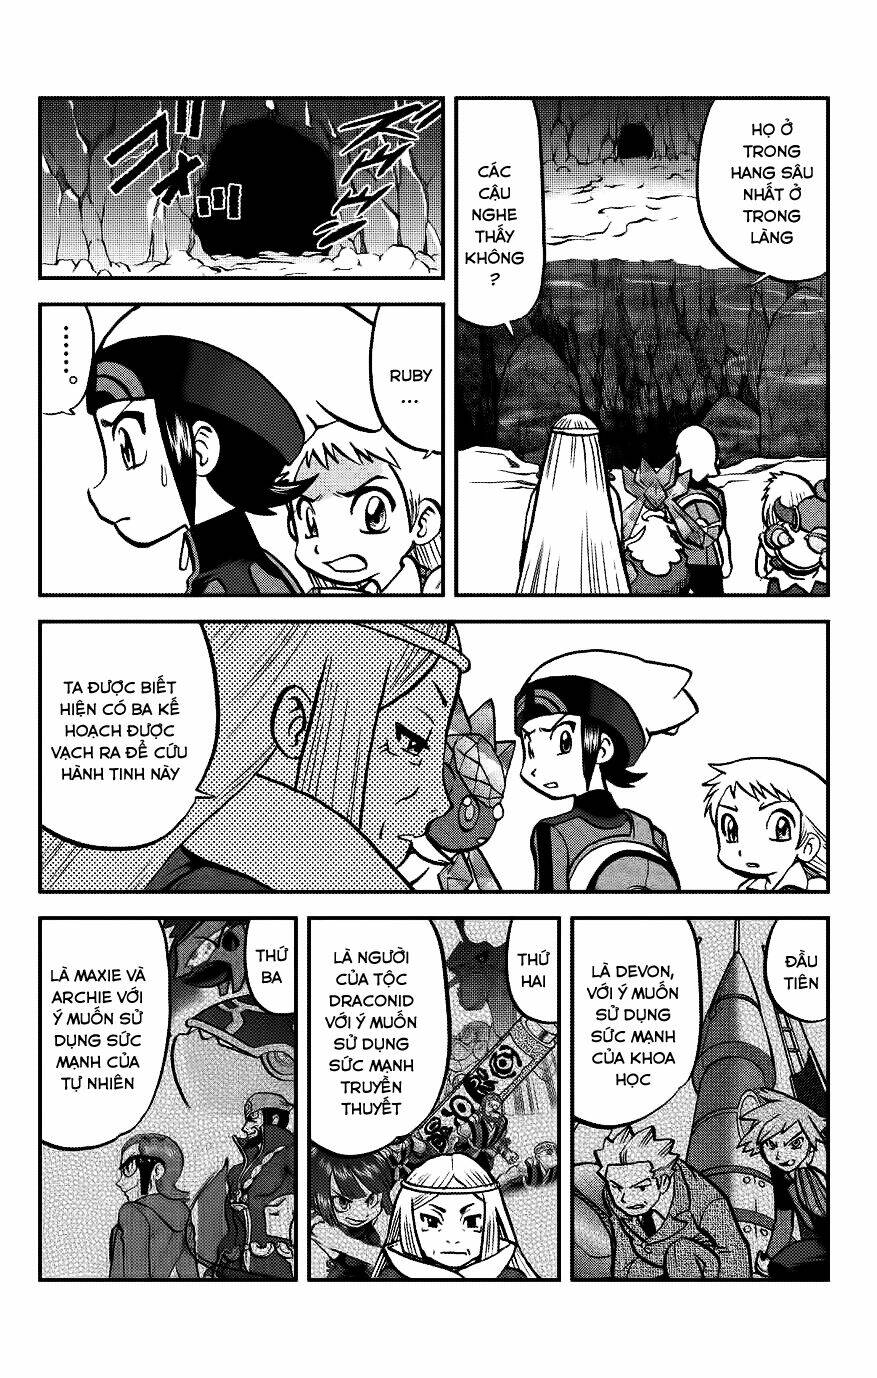 HỌ Ở
TRONG
HANG SÂU
NHẤT Ở
TRONG
LÀNG
CÁC
CẬU
NGHE
THẤY
KHÔNG
?
RUBY
...
.......。
TA ĐƯỢC BIẾT
HIỆN CÓ BA KẾ
HOẠCH ĐƯỢC
VẠCH RA ĐỂ CỨU
HÀNH TINH NÀY
ĐẦU
TIÊN
LÀ DEVON,
VỚI Ý MUỐN
SỬ DỤNG
SỨC MẠNH
CỦA KHOA
HỌC
THỨ
HAI
LÀ NGƯỜI
CỦA TỘC
DRACONID
VỚI Ý MUỐN
SỬ DỤNG
SỨC MẠNH
TRUYỀN
THUYẾT
THỨ
BA
LÀ MAXIE VÀ
ARCHIE VỚI
Ý MUỐN SỬ
DỤNG SỨC
MẠNH CỦA
TỰ NHIÊN